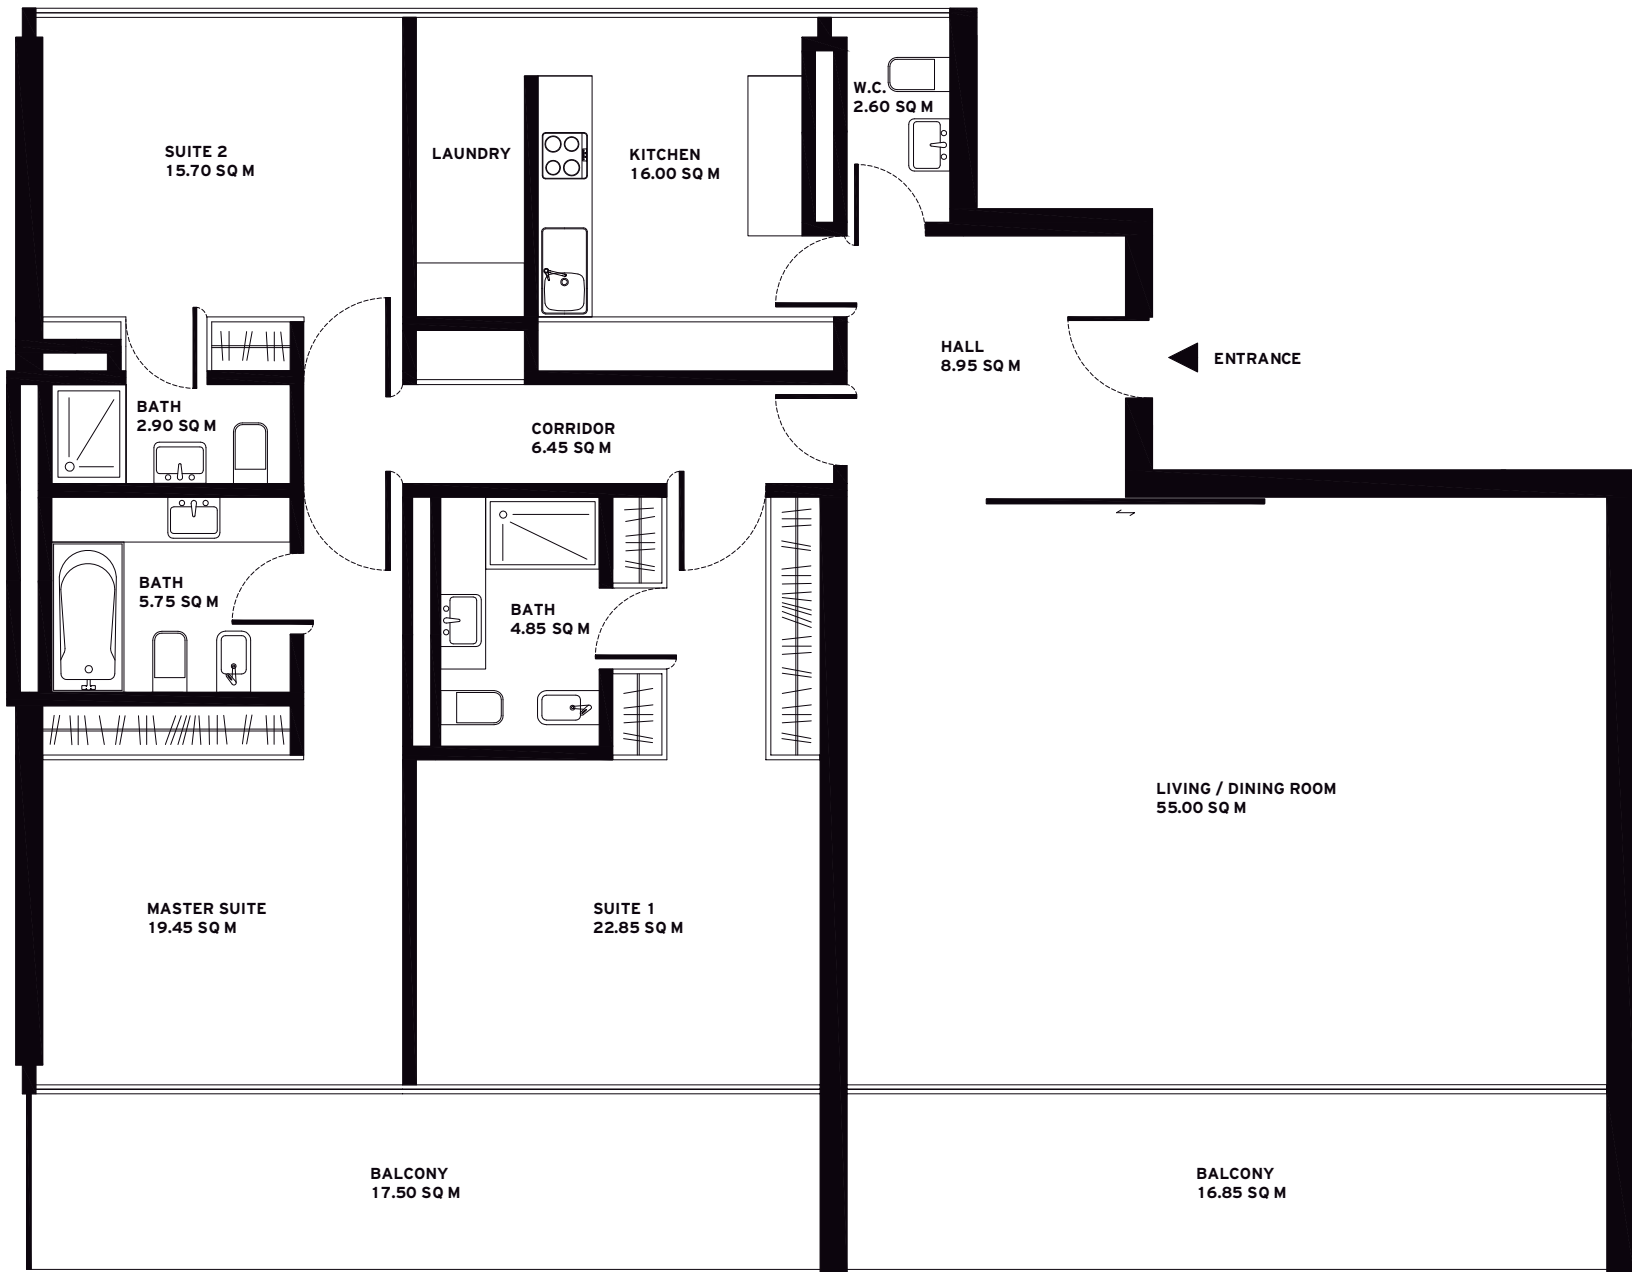 W.C.
2.60 SQ M
SUITE 2
15.70 SQ M
LAUNDRY
KITCHEN
16.00 SQ M
HALL
8.95 SQ M
ENTRANCE
BATH
2.90 SQ M
CORRIDOR
6.45 SQ M
BATH
5.75 SQ M
BATH
4.85 SQ M
LIVING / DINING ROOM
55.00 SQ M
MASTER SUITE
19.45 SQ M
SUITE 1
22.85 SQ M
BALCONY
17.50 SQ M
BALCONY
16.85 SQ M